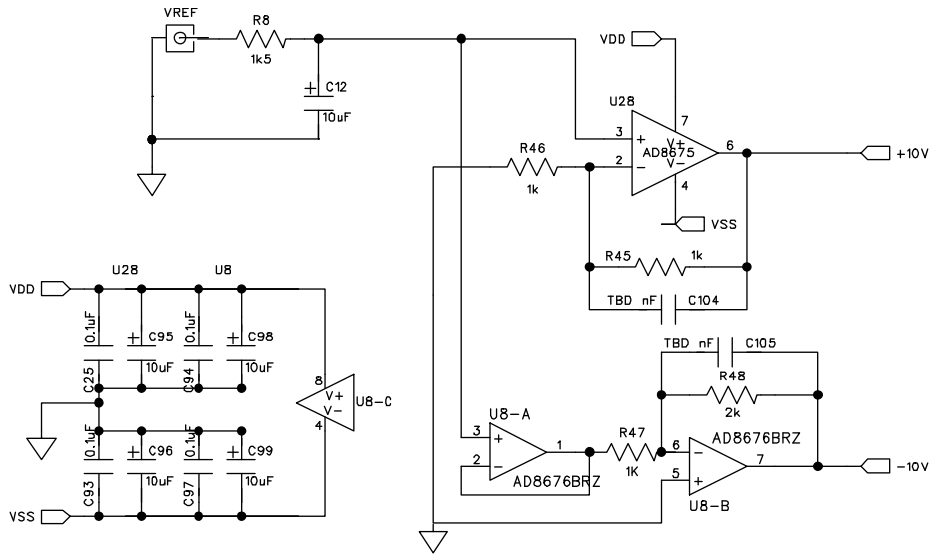 VREF
R8
1k5
C12
10uF
VDD
U28
7
3
+
V+
6
AD8675
+10V
2
−
V−
4
R46
1k
VSS
R45
1k
TBD nF
C104
U28
U8
VDD
0.1uF
C95
10uF
0.1uF
C98
10uF
C25
C94
8
V+
V−
4
U8-C
0.1uF
C96
10uF
0.1uF
C99
10uF
C93
C97
VSS
TBD nF
C105
R48
2k
U8-A
3
+
1
2
−
AD8676BRZ
R47
1K
AD8676BRZ
6
−
7
5
+
U8-B
−10V